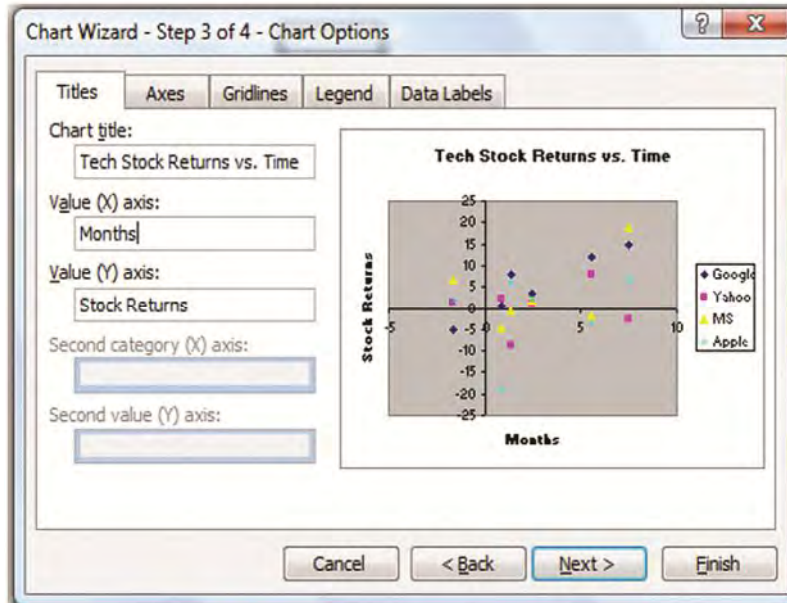 Chart Wizard - Step 3 of 4 - Chart Options
Titles
Axes
Gridlines
Legend
Data Labels
Chart title:
Tech Stock Returns vs. Time
Value (X) axis:
Months
Value (Y) axis:
Stock Returns
Second category (X) axis:
Second value (Y) axis:
Tech Stock Returns vs. Time
Stock Returns
25
20
15
10
5
0
-5
-10
-15
-20
-25
-5
0
5
10
Months
Google
Yahoo
MS
Apple
Cancel
< Back
Next >
Finish